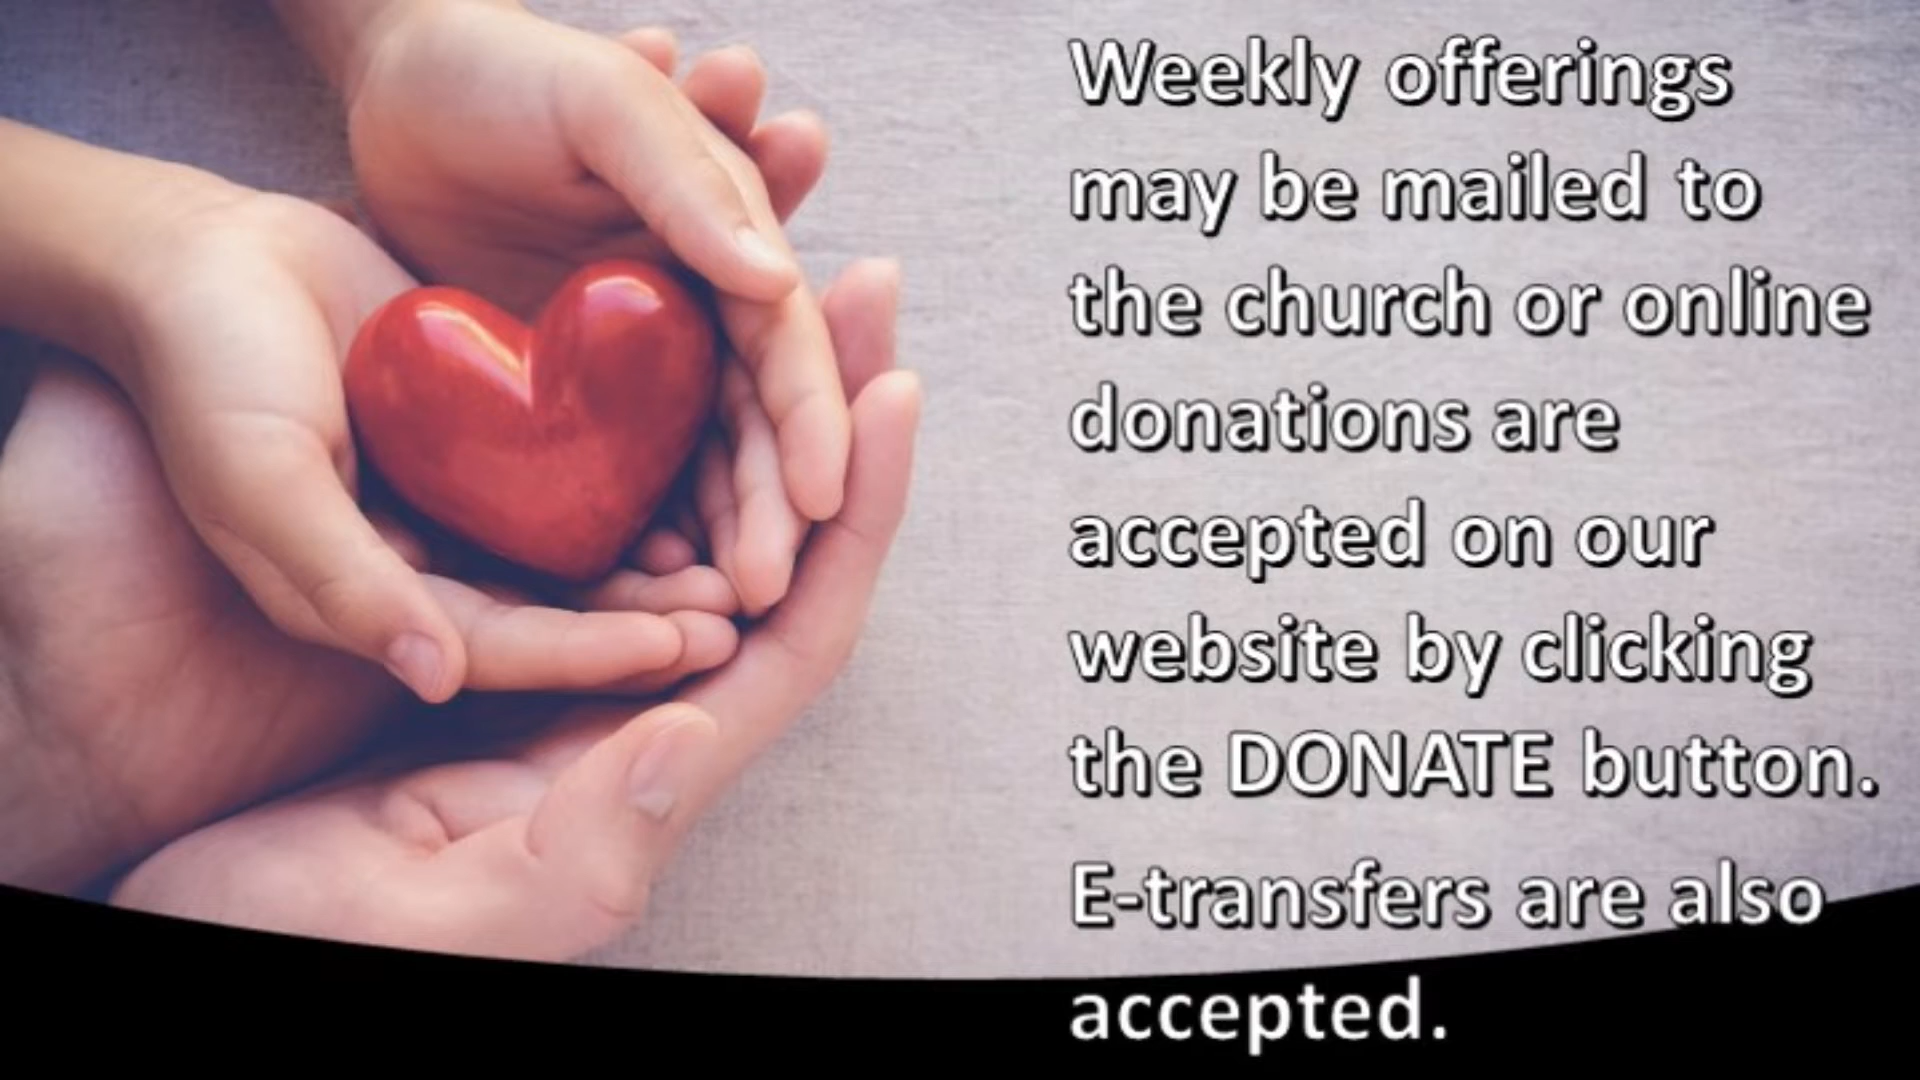 Weekly offerings
may be mailed to
the church or online
donations are
accepted on our
website by clicking
the DONATE button.
E-transfers are also
accepted.